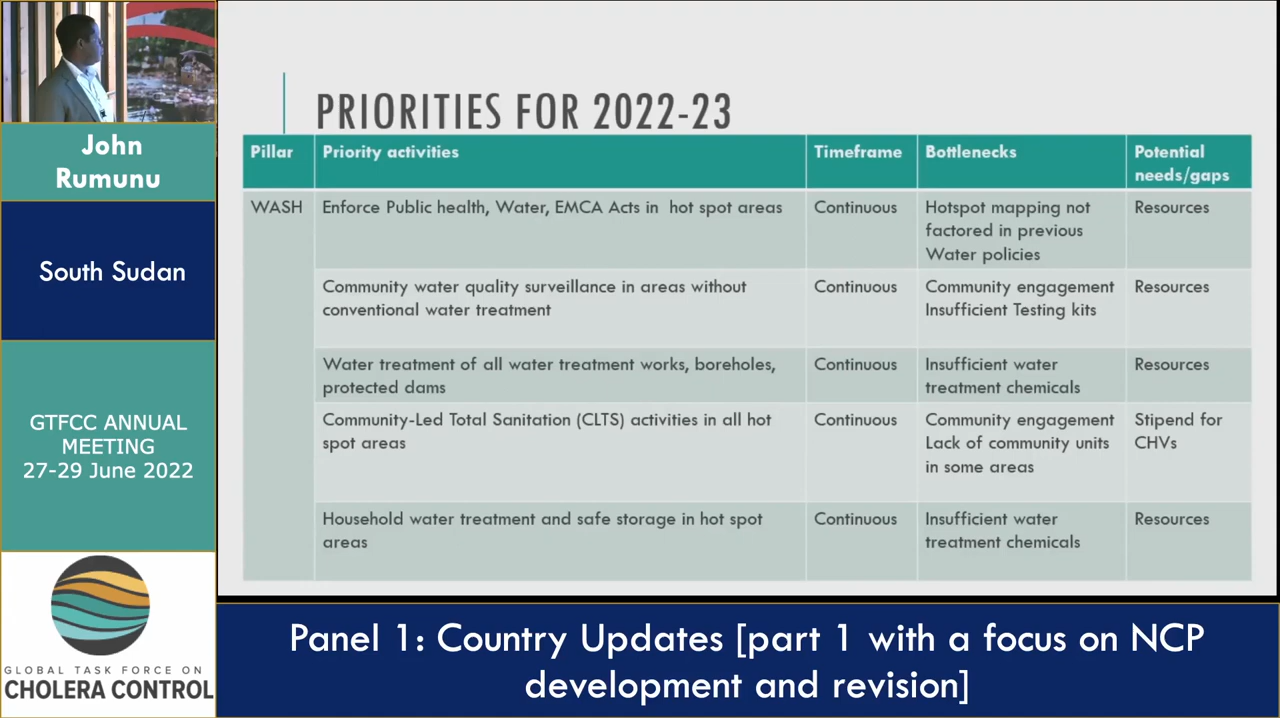 John
Rumunu
South Sudan
GTFCC ANNUAL
MEETING
27-29 June 2022
GLOBAL TASK FORCE ON
CHOLERA CONTROL
PRIORITIES FOR 2022-23
Pillar
Priority activities
Timeframe
Bottlenecks
Potential
needs/gaps
WASH
Enforce Public health, Water, EMCA Acts in hot spot areas
Continuous
Hotspot mapping not
factored in previous
Water policies
Resources
Community water quality surveillance in areas without
conventional water treatment
Continuous
Community engagement
Insufficient Testing kits
Resources
Water treatment of all water treatment works, boreholes,
protected dams
Continuous
Insufficient water
treatment chemicals
Resources
Community-Led Total Sanitation (CLTS) activities in all hot
spot areas
Continuous
Community engagement
Lack of community units
in some areas
Stipend for
CHVs
Household water treatment and safe storage in hot spot
areas
Continuous
Insufficient water
treatment chemicals
Resources
Panel 1: Country Updates [part 1 with a focus on NCP
development and revision]